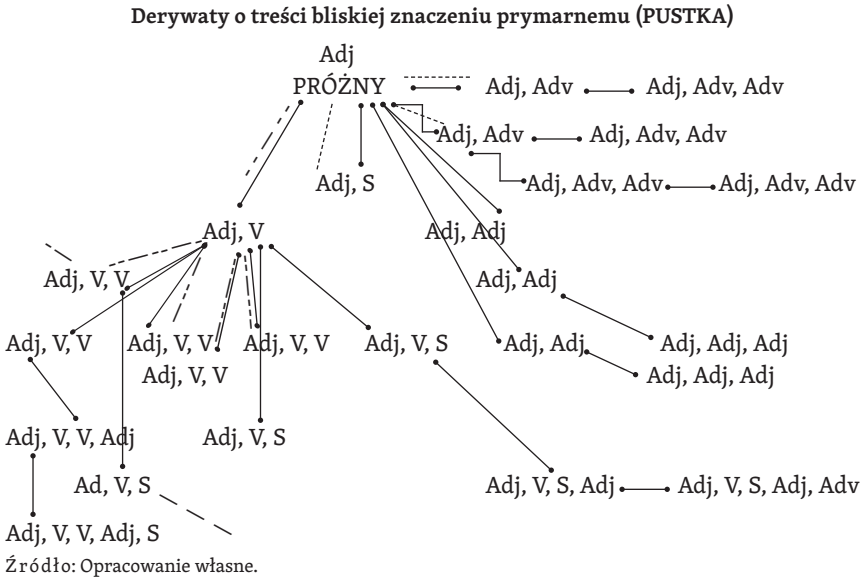 Derywaty o treści bliskiej znaczeniu prymarnemu (PUSTKA)
Adj
PRÓŻNY
Adj, Adv
Adj, Adv, Adv
Adj, Adv
Adj, Adv, Adv
Adj, S
Adj, Adv, Adv
Adj, Adv, Adv
Adj, V
Adj, Adj
Adj, V, V
Adj, Adj
Adj, V, V
Adj, V, V
Adj, V, V
Adj, V, S
Adj, Adj
Adj, Adj, Adj
Adj, V, V
Adj, Adj, Adj
Adj, V, V, Adj
Adj, V, S
Ad, V, S
Adj, V, S, Adj
Adj, V, S, Adj, Adv
Adj, V, V, Adj, S
Źródło: Opracowanie własne.